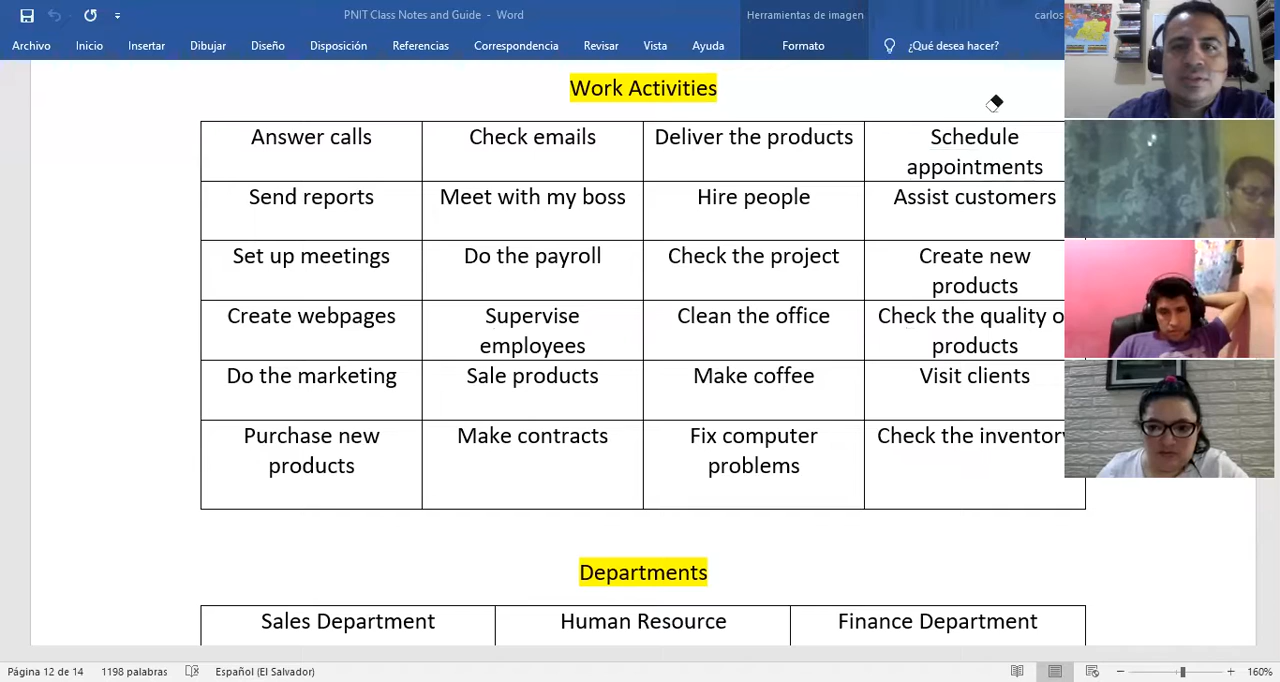 PNIT Class Notes and Guide - Word
Herramientas de imagen
carlos
Archivo
Inicio
Insertar
Dibujar
Diseño
Disposición
Referencias
Correspondencia
Revisar
Vista
Ayuda
Formato
¿Qué desea hacer?
Work Activities
Answer calls
Check emails
Deliver the products
Schedule
appointments
Send reports
Meet with my boss
Hire people
Assist customers
Set up meetings
Do the payroll
Check the project
Create new
products
Create webpages
Supervise
employees
Clean the office
Check the quality o
products
Do the marketing
Sale products
Make coffee
Visit clients
Purchase new
products
Make contracts
Fix computer
problems
Check the inventory
Departments
Sales Department
Human Resource
Finance Department
Página 12 de 14
1198 palabras
Español (El Salvador)
160%